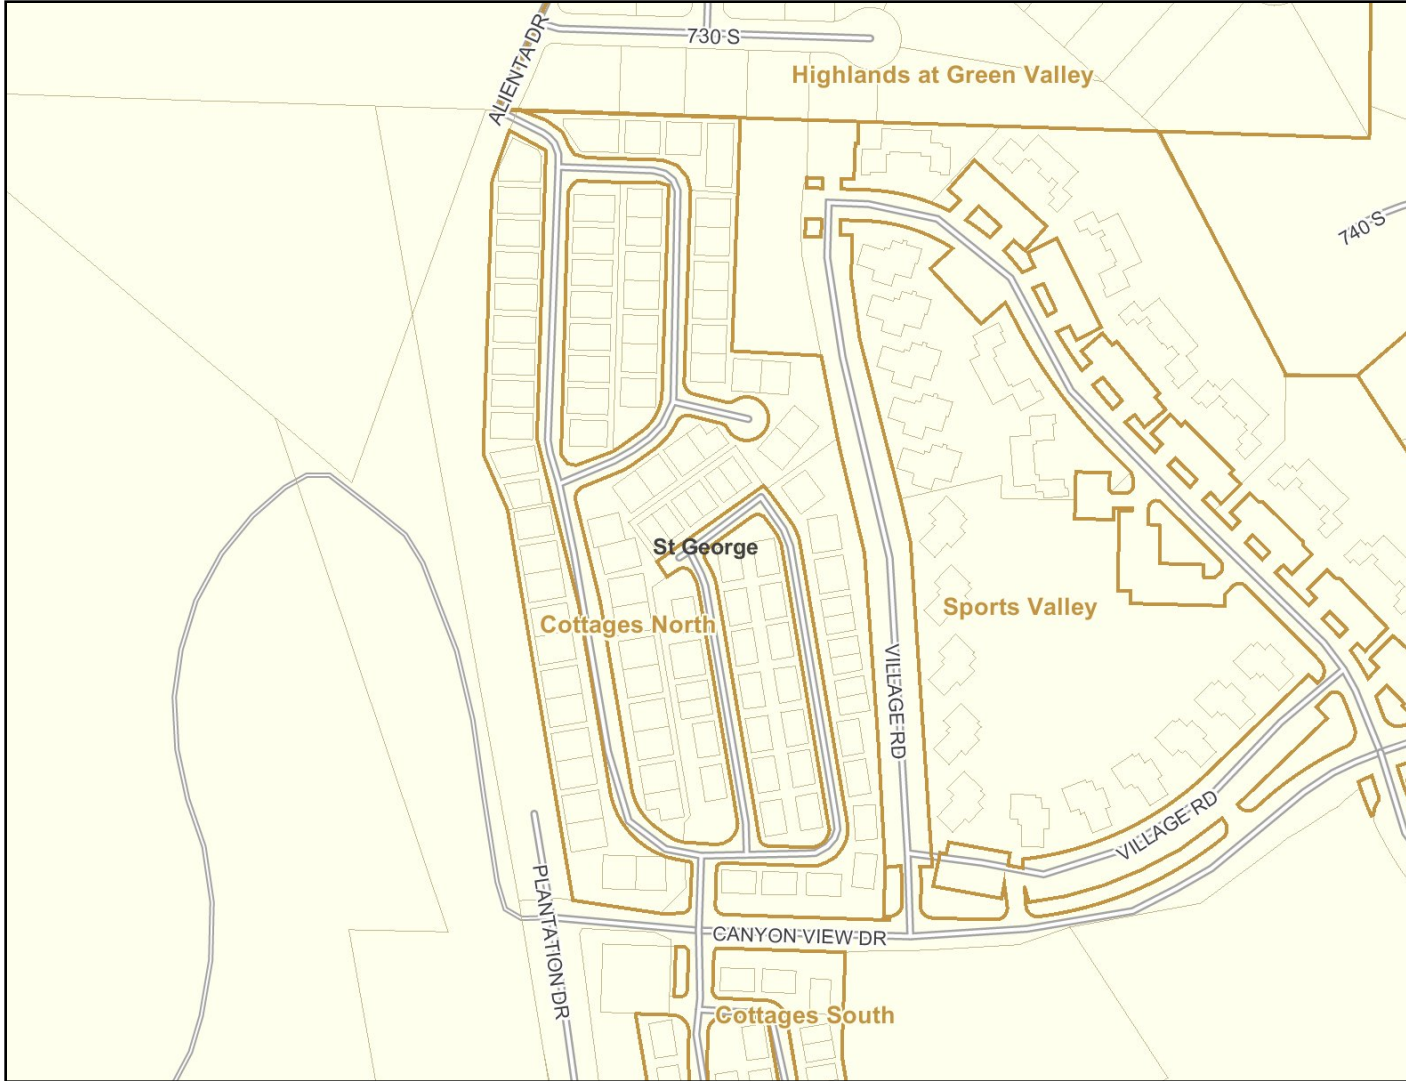 ALIENTA DR
730 S
Highlands at Green Valley
740 S
St George
Sports Valley
Cottages North
VILLAGE RD
VILLAGE RD
PLANTATION DR
CANYON VIEW DR
Cottages South